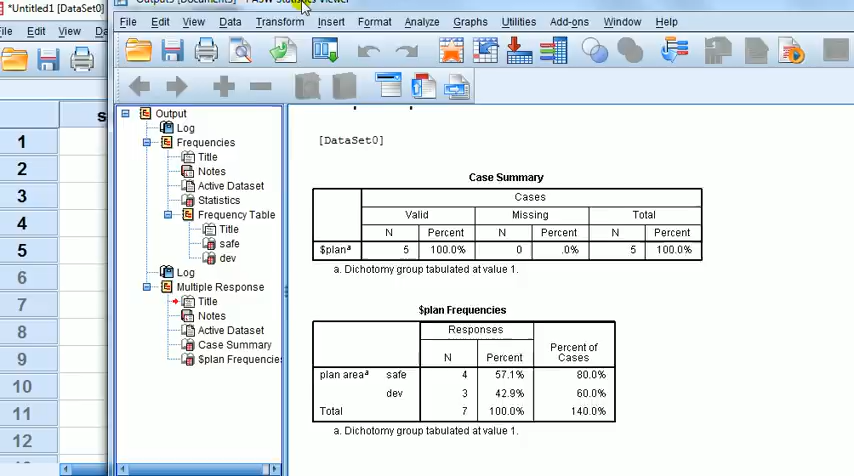 *Untitled1 [DataSet0]
File Edit View
1
2
3
4
5
6
7
8
9
10
11
File Edit View Data Transform Insert Format Analyze Graphs Utilities Add-ons Window Help
Output
Log
Frequencies
Title
Notes
Active Dataset
Statistics
Frequency Table
Title
safe
dev
Log
Multiple Response
Title
Notes
Active Dataset
Case Summary
$plan Frequencies
[DataSet0]
Case Summary
Cases
Valid Missing Total
N Percent N Percent N Percent
$planª 5 100.0% 0 .0% 5 100.0%
a. Dichotomy group tabulated at value 1.
$plan Frequencies
Responses Percent of
N Percent Cases
plan areaª safe 4 57.1% 80.0%
dev 3 42.9% 60.0%
Total 7 100.0% 140.0%
a. Dichotomy group tabulated at value 1.